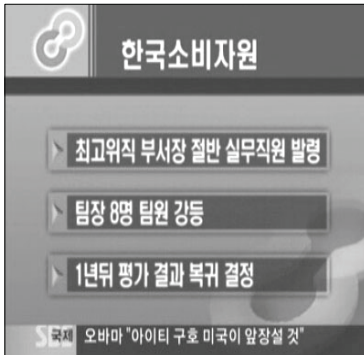 한국소비자원
최고위직 부서장 절반 실무직원 발령
팀장 8명 팀원 강등
1년뒤 평가 결과 복귀 결정
국제 오바마 "아이티 구호 미국이 앞장설 것"